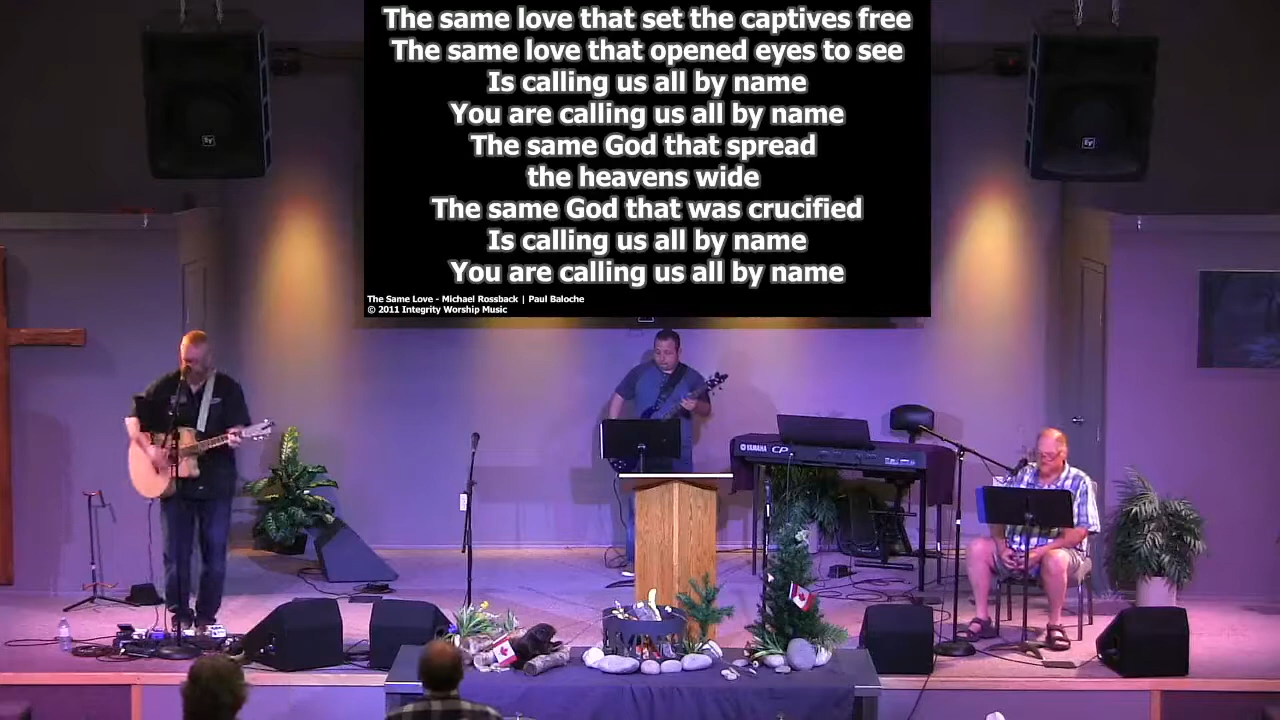 The same love that set the captives free
The same love that opened eyes to see
Is calling us all by name
You are calling us all by name
The same God that spread
the heavens wide
The same God that was crucified
Is calling us all by name
You are calling us all by name
The Same Love - Michael Rossback | Paul Baloche
© 2011 Integrity Worship Music
EV
EV
YAMAHA CP